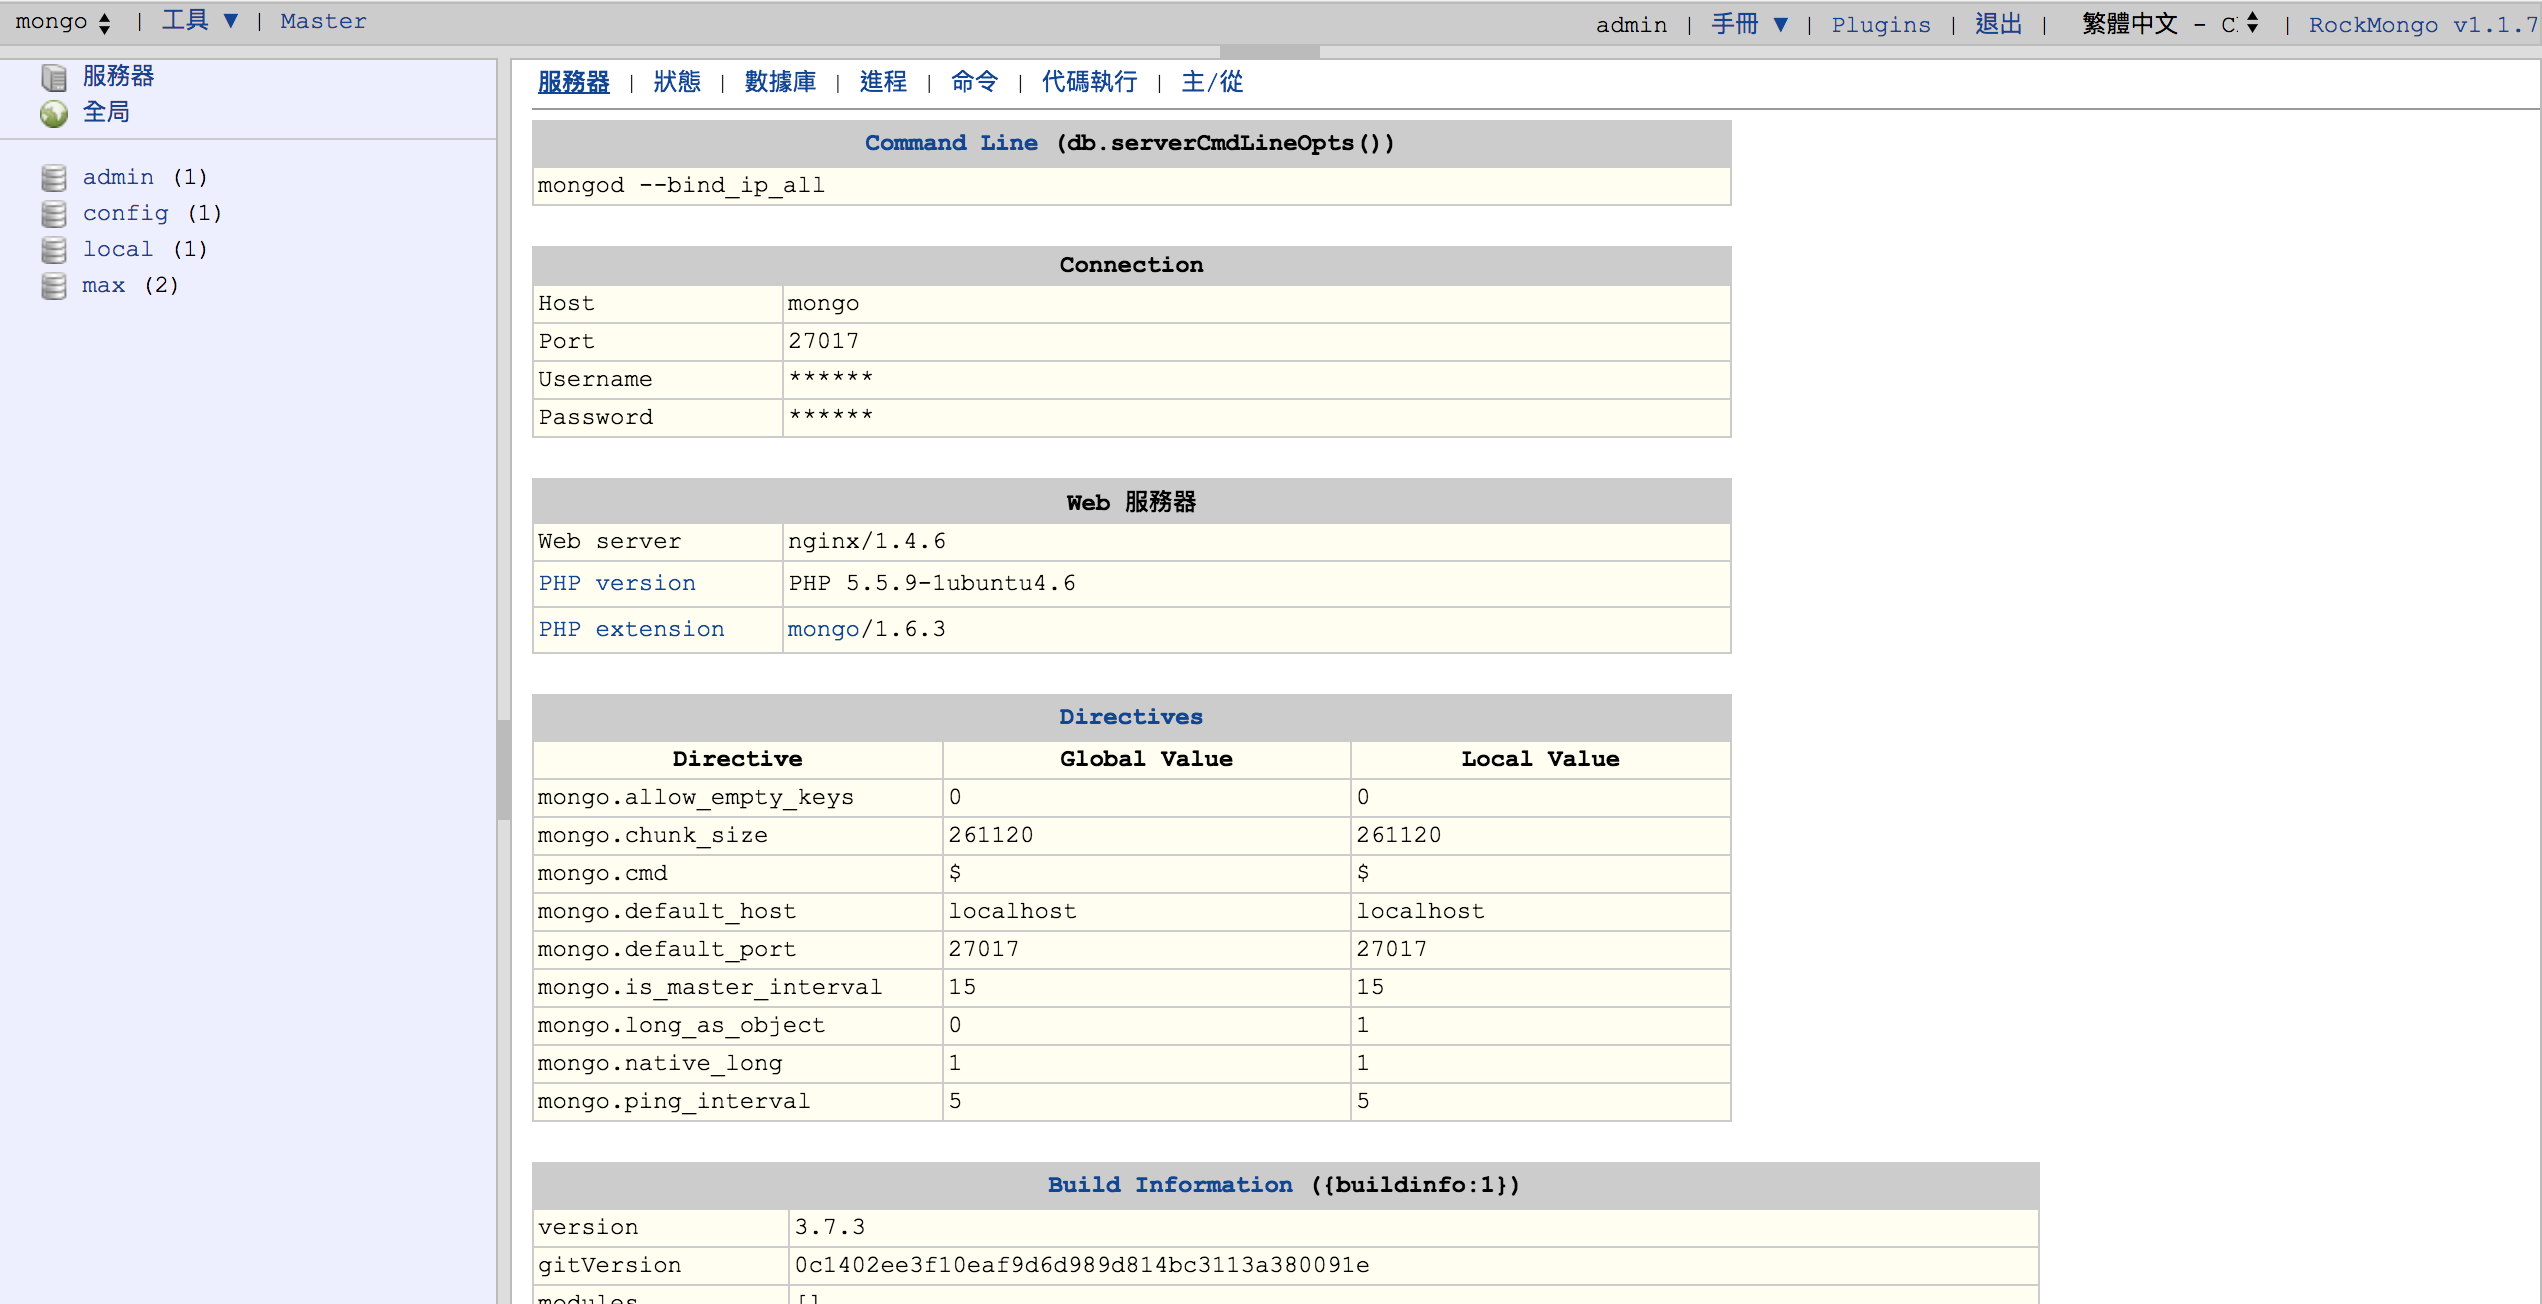 mongo | 工具 ▼ | Master
admin | 手冊 ▼ | Plugins | 退出 | 繁體中文 - C | RockMongo v1.1.7
服務器
全局
admin (1)
config (1)
local (1)
max (2)
服務器 | 狀態 | 數據庫 | 進程 | 命令 | 代碼執行 | 主/從
Command Line (db.serverCmdLineOpts())
mongod --bind_ip_all
Connection
Host mongo
Port 27017
Username ******
Password ******
Web 服務器
Web server nginx/1.4.6
PHP version PHP 5.5.9-1ubuntu4.6
PHP extension mongo/1.6.3
Directives
Directive Global Value Local Value
mongo.allow_empty_keys 0 0
mongo.chunk_size 261120 261120
mongo.cmd $ $
mongo.default_host localhost localhost
mongo.default_port 27017 27017
mongo.is_master_interval 15 15
mongo.long_as_object 0 1
mongo.native_long 1 1
mongo.ping_interval 5 5
Build Information ({buildinfo:1})
version 3.7.3
gitVersion 0c1402ee3f10eaf9d6d989d814bc3113a380091e
modules []